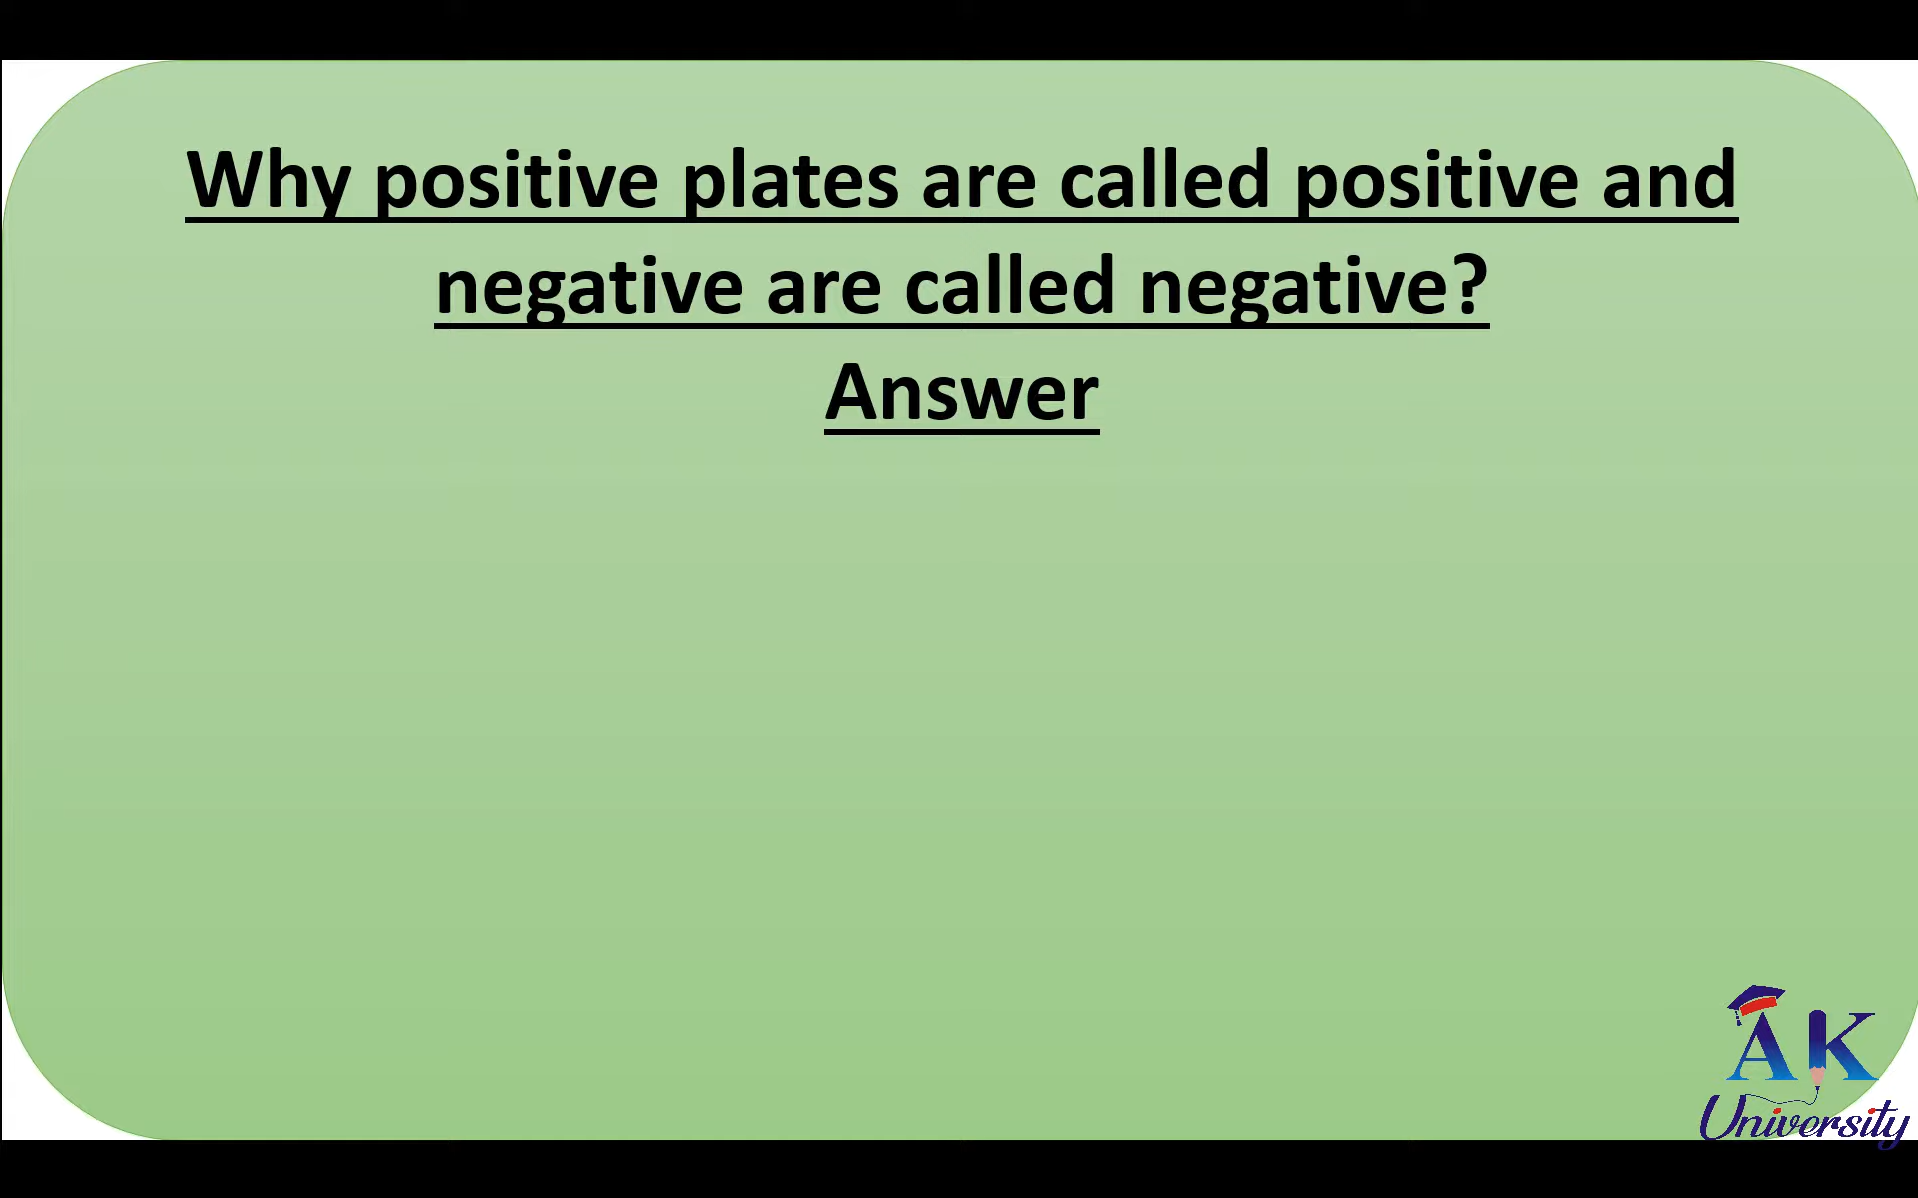 Why positive plates are called positive and
negative are called negative?
Answer
AK
University